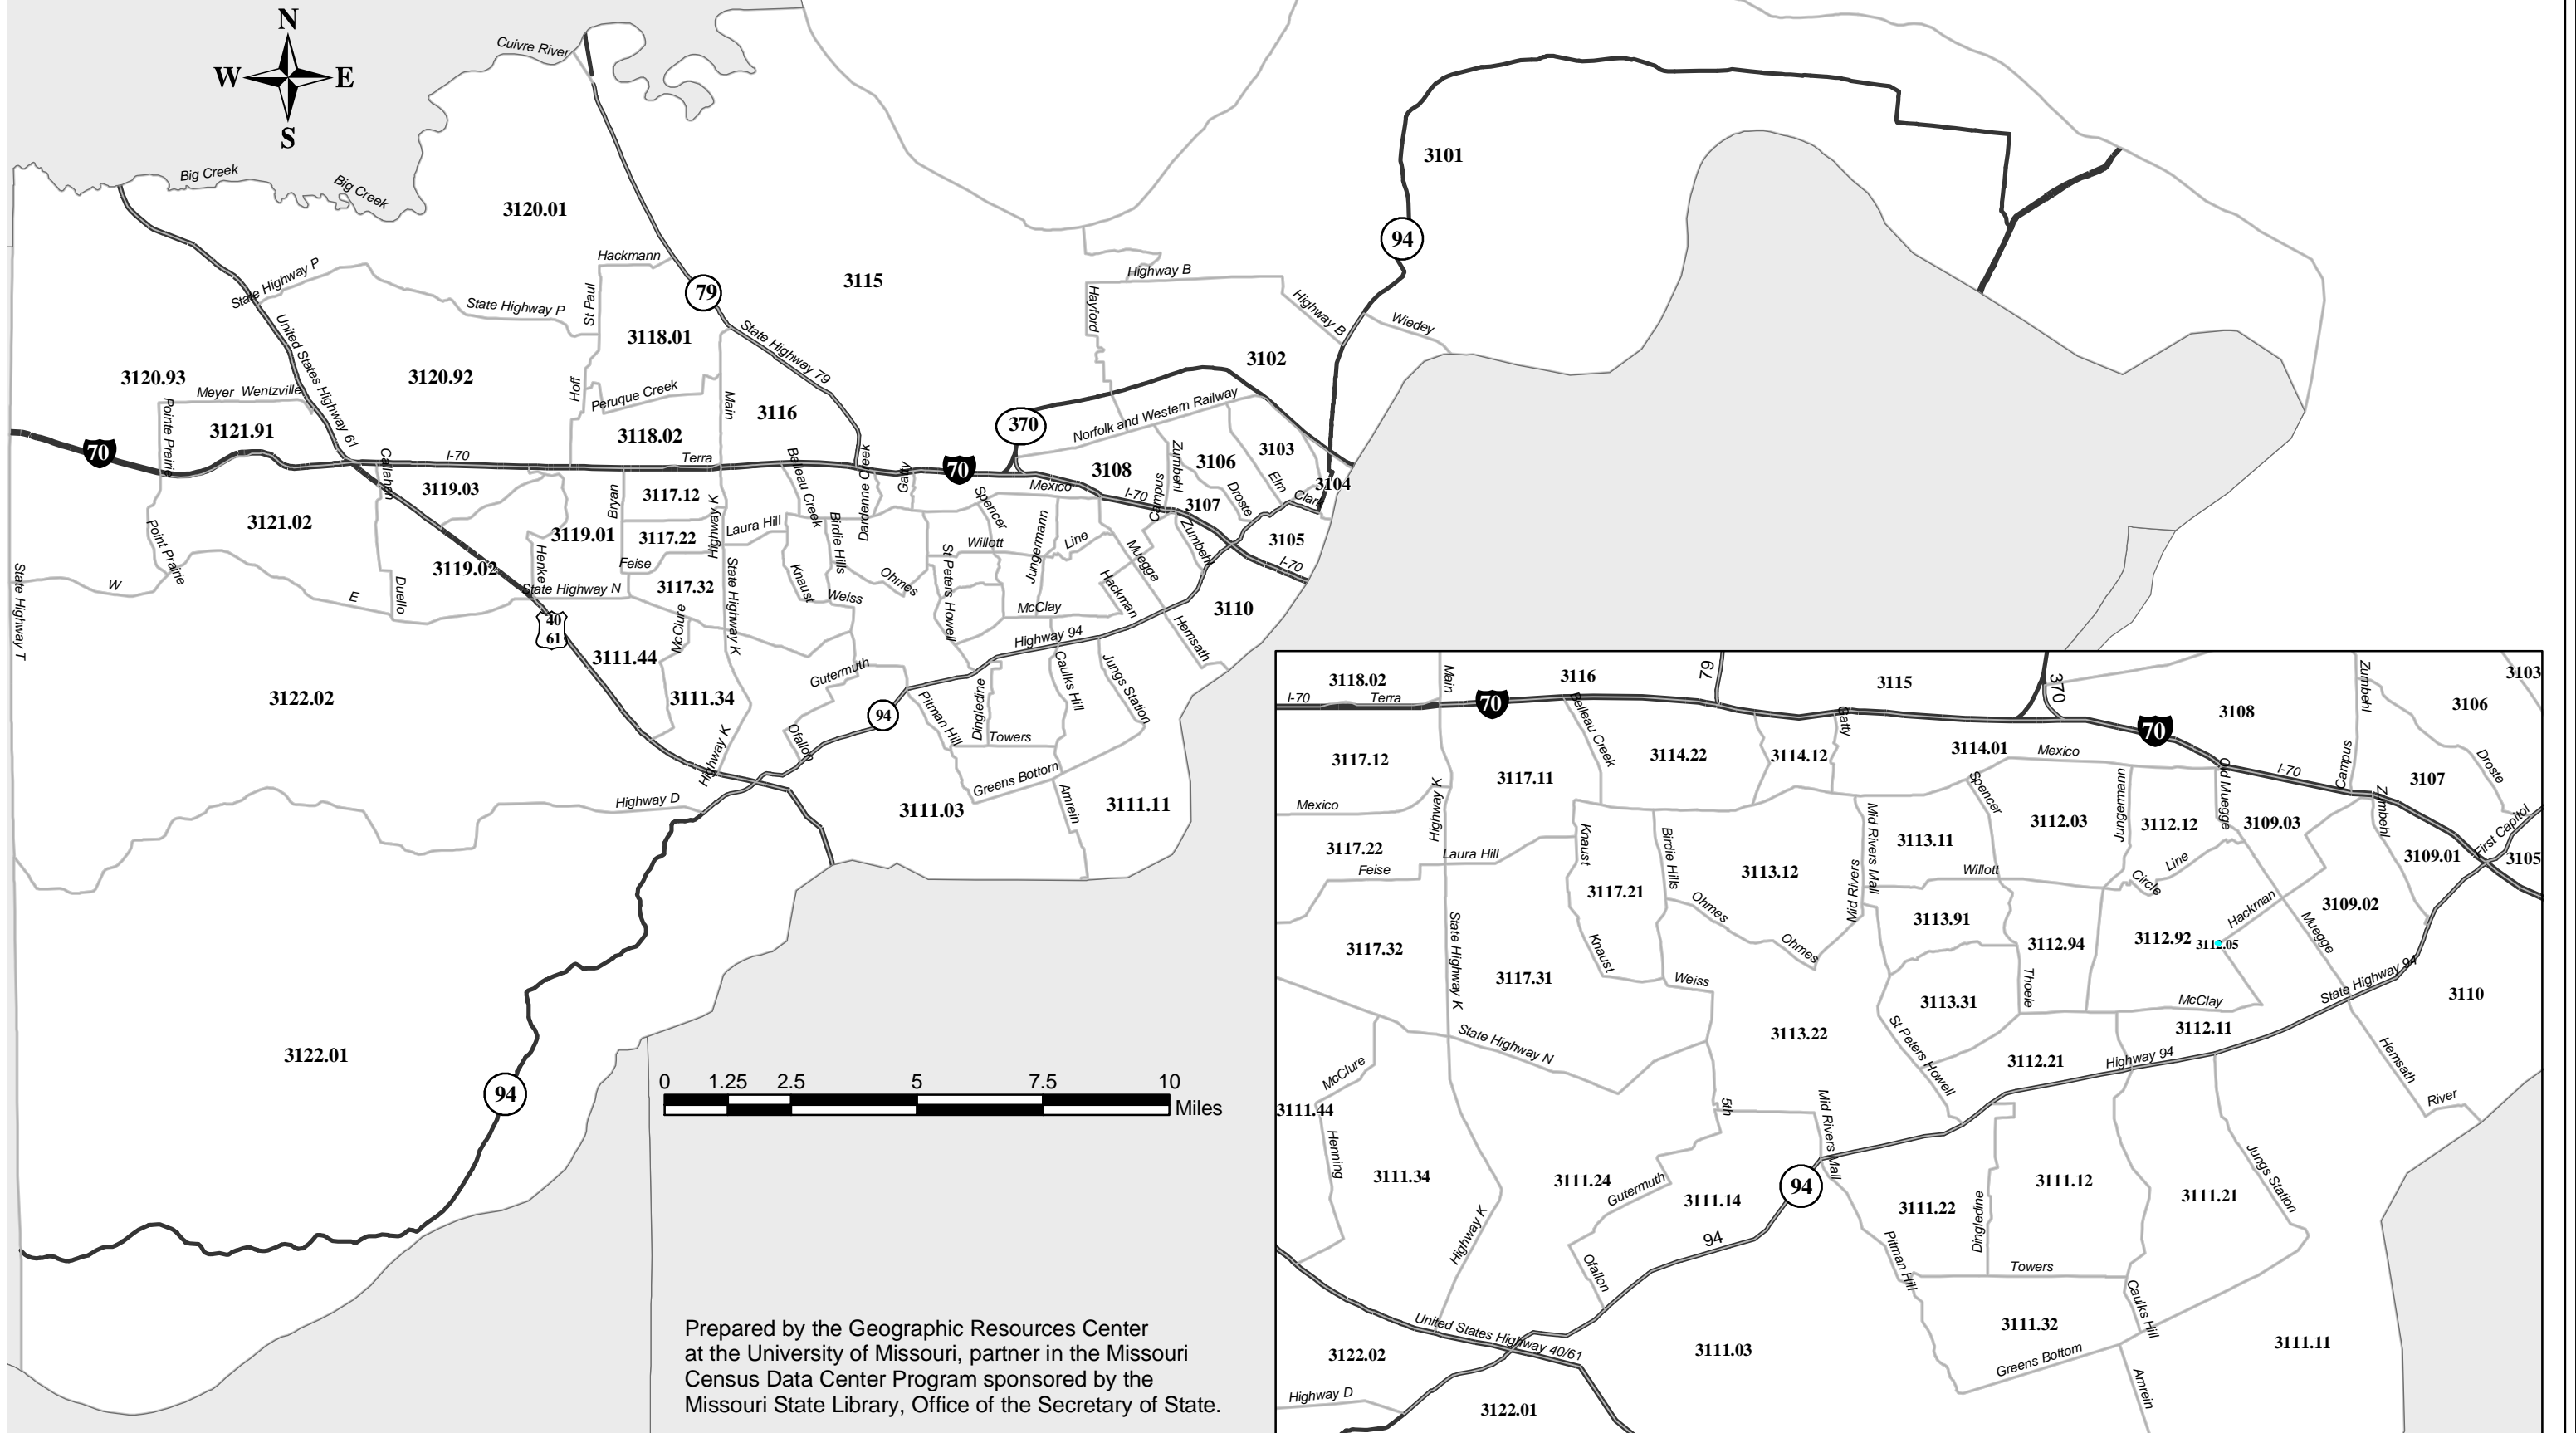 N
W E
S
Cuivre River
Big Creek
Big Creek
3101
3120.01
94
Hackmann
State Highway P
79
3115
Highway B
State Highway P
St Paul
Hayford
Highway B
Wiedey
United States Highway 61
3118.01
State Highway 79
3102
3120.93
3120.92
Meyer Wentzville
Hoff
Peruque Creek
Main
3116
Norfolk and Western Railway
370
Pointe Prairie
3121.91
3118.02
3103
70
Callahan
I-70
Terra
Belleau Creek
Dardenne Creek
Gatty
70
3108
Zumbehl
3106
Elm
3104
3119.03
Bryan
3117.12
Highway K
Spencer
Mexico
I-70
Campus
3107
Droste
Clark
3121.02
Point Prairie
3119.01
3117.22
Laura Hill
Birdie Hills
Jungermann
Line
Willott
Zumbehl
3105
3119.02
Henke
Feise
St Peters Howell
Muegge
I-70
State Highway T
W
E
Duello
State Highway N
3117.32
State Highway K
Knaust
Weiss
Ohmes
McClay
Hackman
3110
40
61
McClure
Highway 94
Hemsath
3111.44
Gutermuth
Caulks Hill
Jungs Station
3122.02
3111.34
94
Pitman Hill
Dingledine
Towers
Highway K
Ofallon
Greens Bottom
Highway D
3111.03
Amrein
3111.11
3122.01
94
0 1.25 2.5 5 7.5 10
Miles
Prepared by the Geographic Resources Center
at the University of Missouri, partner in the Missouri
Census Data Center Program sponsored by the
Missouri State Library, Office of the Secretary of State.
3118.02
Main
3116
79
3115
370
Zumbehl
3103
I-70
Terra
70
3106
3108
70
Belleau Creek
Gatty
3117.12
3117.11
3114.22
3114.12
3114.01
Mexico
I-70
Campus
Droste
3107
Mexico
Highway K
Spencer
Jungermann
Old Muegge
Zumbehl
First Capitol
3117.22
Laura Hill
Knaust
Birdie Hills
Mid Rivers Mall
3113.11
3112.03
3112.12
3109.03
3109.01
3105
Feise
3113.12
Willott
Circle
Line
3117.21
Mid Rivers
Ohmes
3113.91
Hackman
3109.02
3117.32
State Highway K
Knaust
Ohmes
3112.94
3112.92
3112.05
Muegge
3117.31
Weiss
Thoele
State Highway 94
3110
3113.31
McClay
State Highway N
3113.22
St Peters Howell
3112.11
3112.21
Highway 94
Hemsath
McClure
3111.44
5th
Mid Rivers Mall
River
Henning
3111.34
3111.24
Gutermuth
3111.14
94
3111.22
Dingledine
3111.12
3111.21
Jungs Station
Highway K
94
Ofallon
Pitman Hill
Towers
Caulks Hill
United States Highway 40/61
3111.32
3122.02
3111.03
Greens Bottom
3111.11
Highway D
Amrein
3122.01